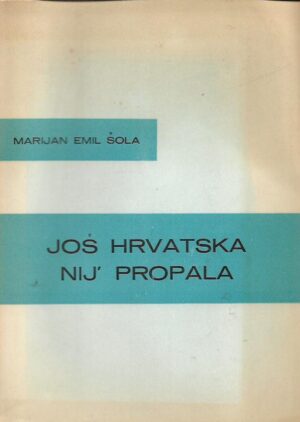 MARIJAN EMIL ŠOLA
JOŠ HRVATSKA
NIJ' PROPALA